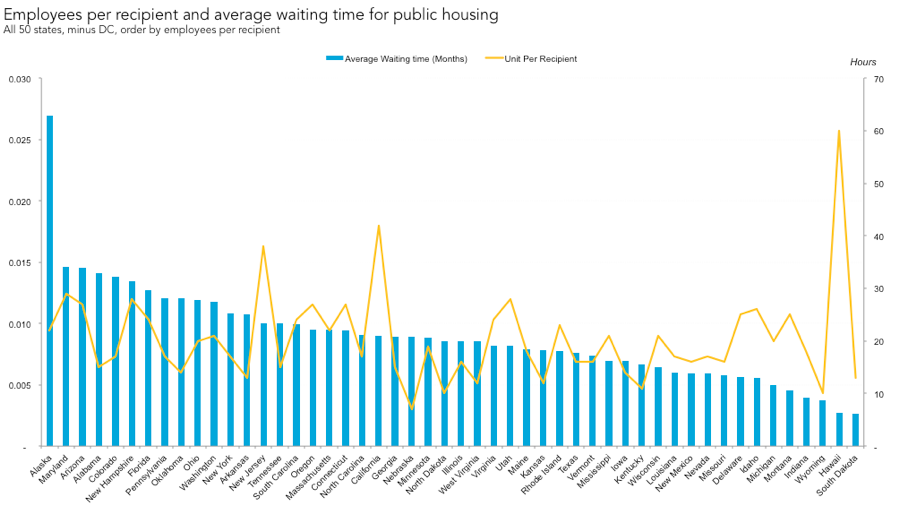 Employees per recipient and average waiting time for public housing
All 50 states, minus DC, order by employees per recipient
Average Waiting time (Months) Unit Per Recipient
Hours
0.030 70
0.025 60
50
0.020
40
0.015
30
0.010 20
0.005 10
- -
Alaska
Maryland
Arizona
Alabama
Colorado
New Hampshire
Florida
Pennsylvania
Oklahoma
Ohio
Washington
New York
Arkansas
New Jersey
Tennessee
South Carolina
Oregon
Massachusetts
Connecticut
North Carolina
California
Georgia
Nebraska
Minnesota
North Dakota
Illinois
West Virginia
Virginia
Utah
Maine
Kansas
Rhode Island
Texas
Vermont
Mississippi
Iowa
Kentucky
Wisconsin
Louisiana
New Mexico
Nevada
Missouri
Delaware
Idaho
Michigan
Montana
Indiana
Wyoming
Hawaii
South Dakota